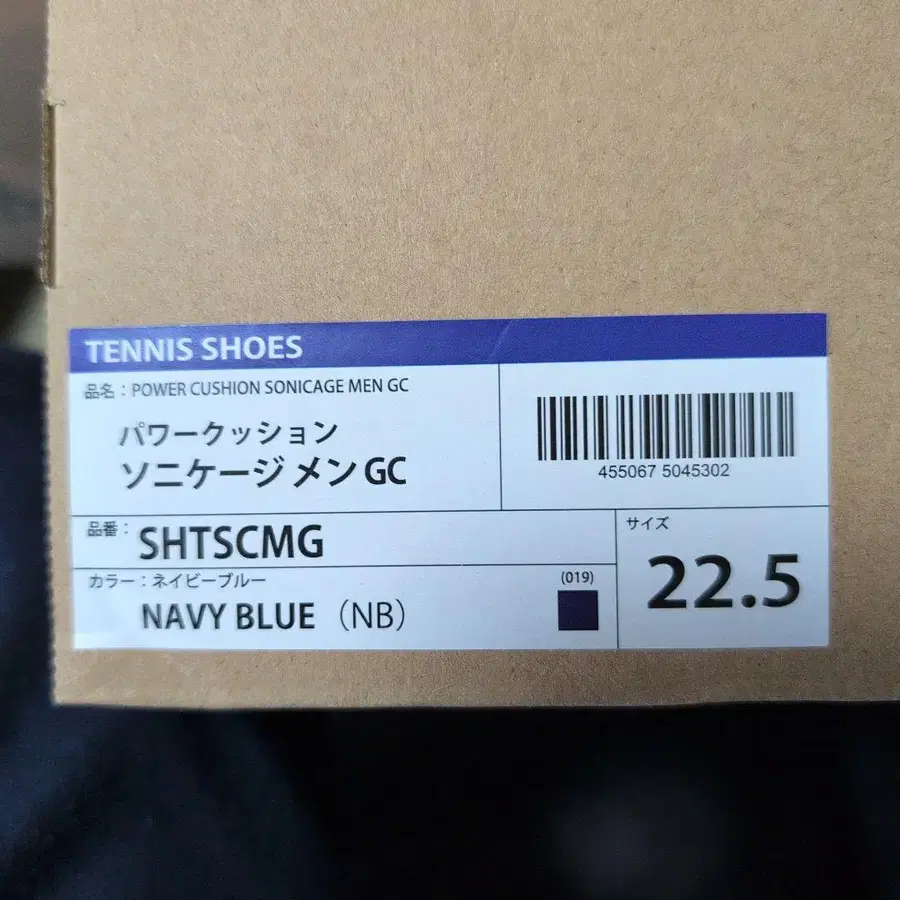 TENNIS SHOES
品名：POWER CUSHION SONICAGE MEN GC
パワークッション
ソニケージ メン GC
455067 5045302
品番：
SHTSCMG
カラー：ネイビーブルー
(019)
NAVY BLUE（NB）
サイズ
22.5